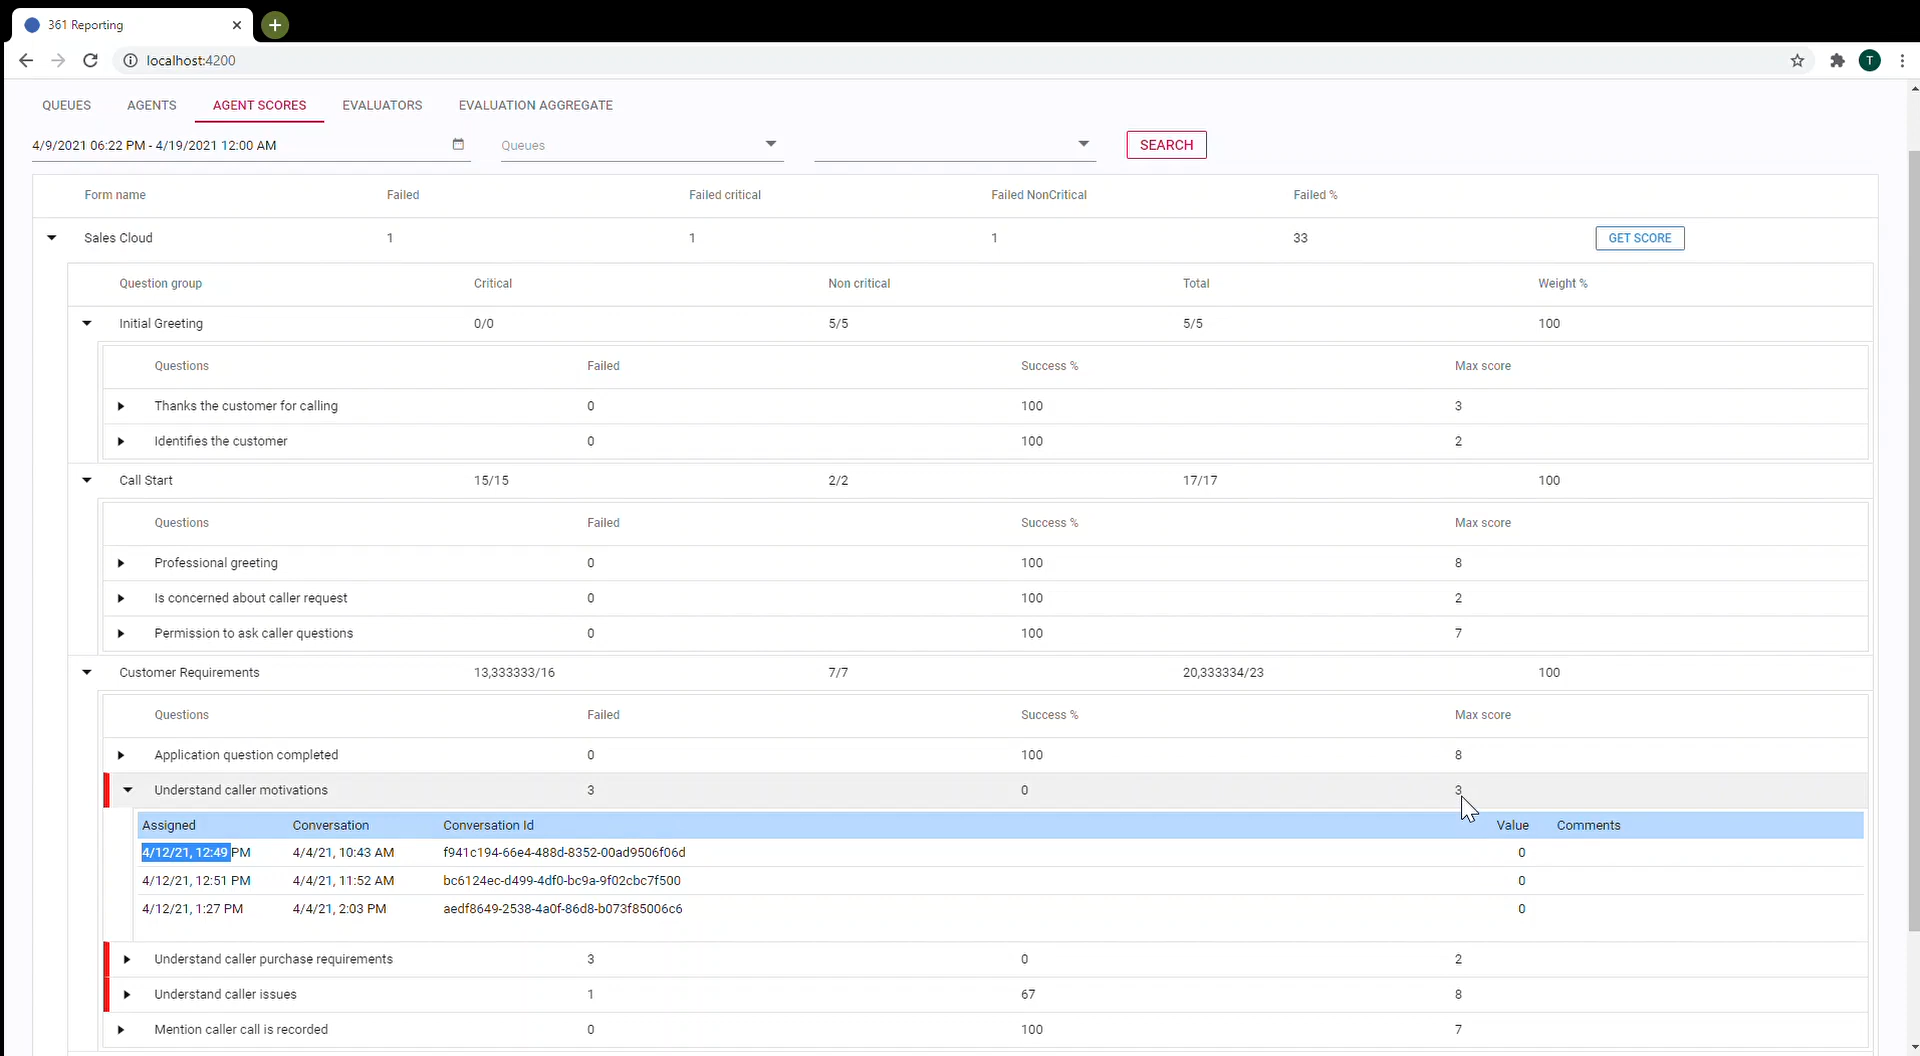 361 Reporting
localhost:4200
T
QUEUES AGENTS AGENT SCORES EVALUATORS EVALUATION AGGREGATE
4/9/2021 06:22 PM - 4/19/2021 12:00 AM Queues SEARCH
Form name Failed Failed critical Failed NonCritical Failed %
Sales Cloud 1 1 1 33 GET SCORE
Question group Critical Non critical Total Weight %
Initial Greeting 0/0 5/5 5/5 100
Questions Failed Success % Max score
Thanks the customer for calling 0 100 3
Identifies the customer 0 100 2
Call Start 15/15 2/2 17/17 100
Questions Failed Success % Max score
Professional greeting 0 100 8
Is concerned about caller request 0 100 2
Permission to ask caller questions 0 100 7
Customer Requirements 13,333333/16 7/7 20,333334/23 100
Questions Failed Success % Max score
Application question completed 0 100 8
Understand caller motivations 3 0 3
Assigned Conversation Conversation Id Value Comments
4/12/21, 12:49 PM 4/4/21, 10:43 AM f941c194-66e4-488d-8352-00ad9506f06d 0
4/12/21, 12:51 PM 4/4/21, 11:52 AM bc6124ec-d499-4df0-bc9a-9f02cbc7f500 0
4/12/21, 1:27 PM 4/4/21, 2:03 PM aedf8649-2538-4a0f-86d8-b073f85006c6 0
Understand caller purchase requirements 3 0 2
Understand caller issues 1 67 8
Mention caller call is recorded 0 100 7